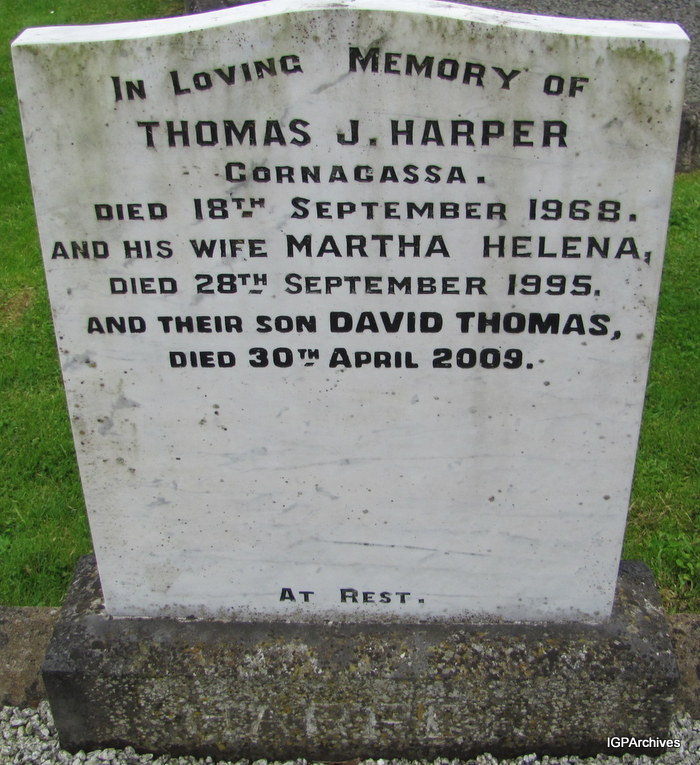 In Loving Memory of
THOMAS J. HARPER
CORNAGASSA.
DIED 18TH SEPTEMBER 1968.
AND HIS WIFE MARTHA HELENA,
DIED 28TH SEPTEMBER 1995.
AND THEIR SON DAVID THOMAS,
DIED 30TH APRIL 2009.
AT REST.
HARPER
IGPArchives